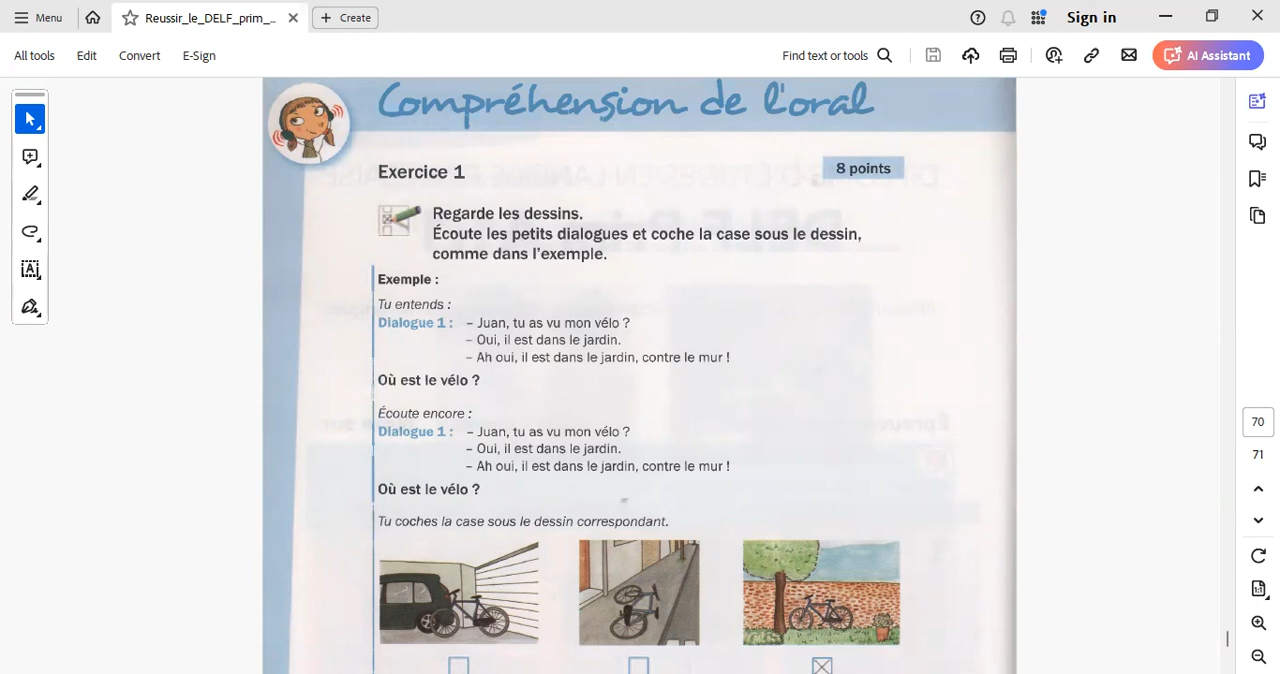 Menu
Reussir_le_DELF_prim_...
Create
Sign in
All tools
Edit
Convert
E-Sign
Find text or tools
AI Assistant
Compréhension de l'oral
Exercice 1
8 points
Regarde les dessins.
Écoute les petits dialogues et coche la case sous le dessin,
comme dans l'exemple.
Exemple :
Tu entends :
Dialogue 1 : – Juan, tu as vu mon vélo ?
– Oui, il est dans le jardin.
– Ah oui, il est dans le jardin, contre le mur !
Où est le vélo ?
Écoute encore :
Dialogue 1 : – Juan, tu as vu mon vélo ?
– Oui, il est dans le jardin.
– Ah oui, il est dans le jardin, contre le mur !
Où est le vélo ?
Tu coches la case sous le dessin correspondant.
70
71